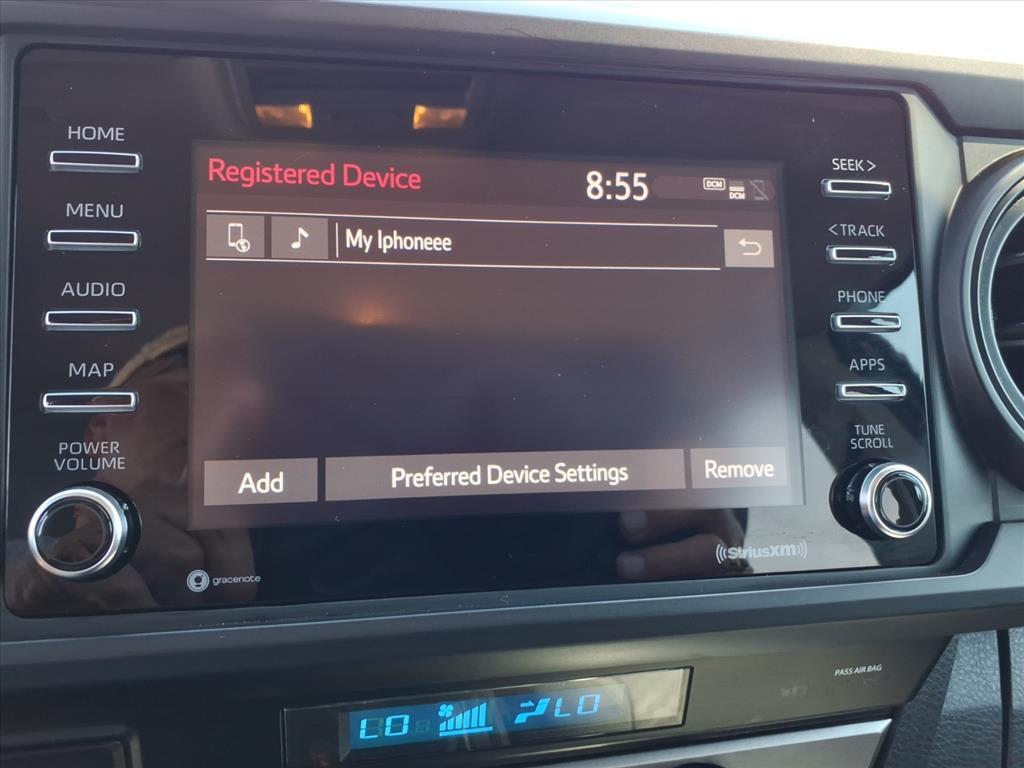 HOME
MENU
AUDIO
MAP
POWER
VOLUME
Registered Device
8:55
DCM
DCM
My Iphoneee
Add
Preferred Device Settings
Remove
SEEK >
< TRACK
PHONE
APPS
TUNE
SCROLL
gracenote
((SiriusXM))
PASS AIR BAG
LO
LO